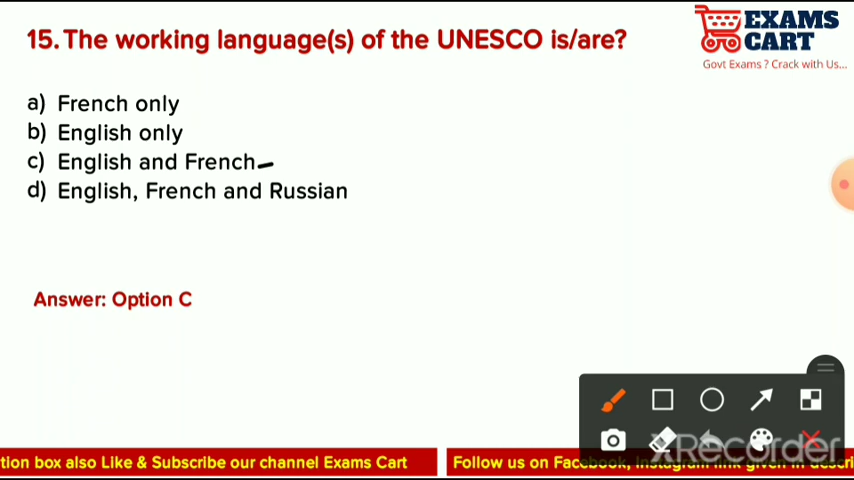 15. The working language(s) of the UNESCO is/are?
EXAMS
CART
Govt Exams ? Crack with Us...
a) French only
b) English only
c) English and French
d) English, French and Russian
Answer: Option C
XRecorder
tion box also Like & Subscribe our channel Exams Cart
Follow us on Facebook, Instagram link given in descri